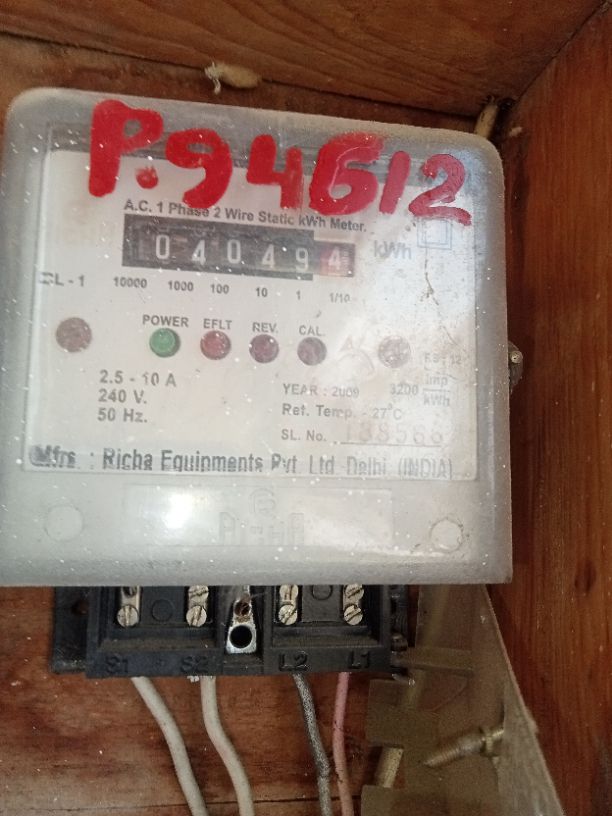 P.94612
A.C. 1 Phase 2 Wire Static kWh Meter.
040494 kWh
CL-1 10000 1000 100 10 1 1/10
POWER EFLT REV. CAL.
2.5 - 10 A
240 V.
50 Hz.
YEAR : 2009 3200 imp/kWh
Ref. Temp. - 27°C
SL. No. 138566
Mfrs. : Richa Equipments Pvt. Ltd. Delhi (INDIA)
S1 S2 L2 L1